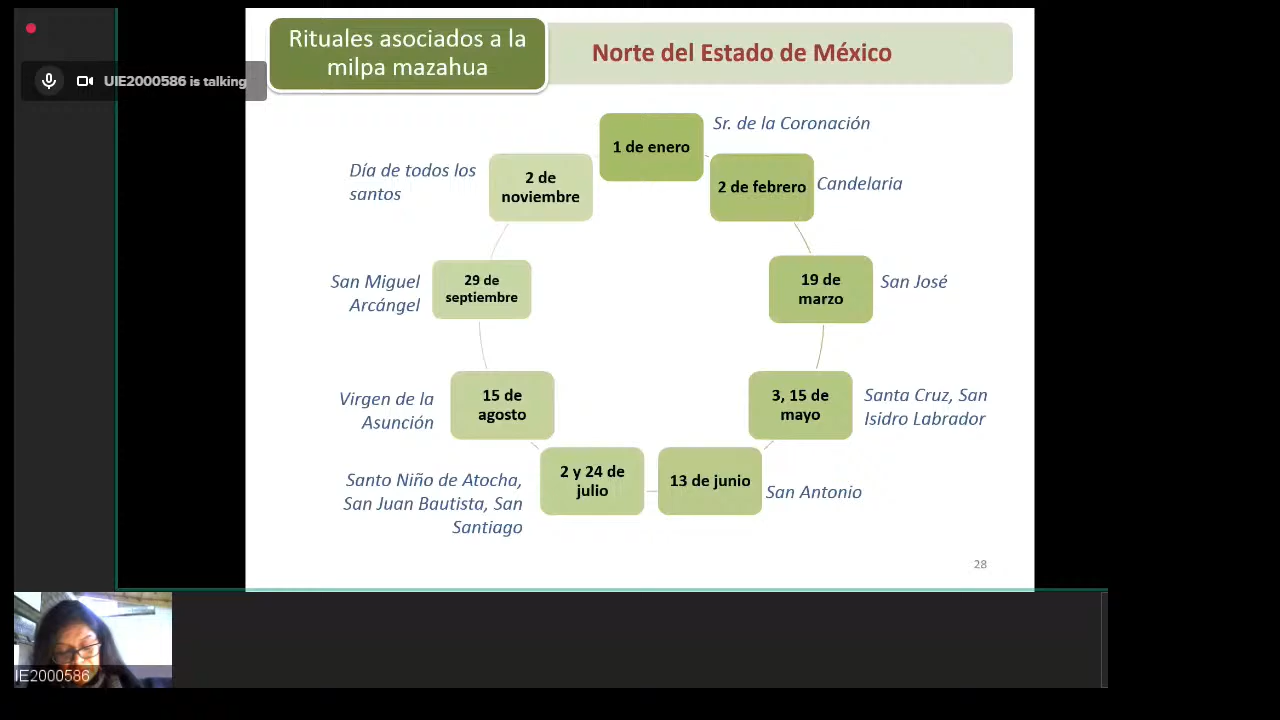 Rituales asociados a la
milpa mazahua
Norte del Estado de México
UIE2000586 is talking
1 de enero
Sr. de la Coronación
2 de febrero
Candelaria
19 de
marzo
San José
3, 15 de
mayo
Santa Cruz, San
Isidro Labrador
13 de junio
San Antonio
2 y 24 de
julio
Santo Niño de Atocha,
San Juan Bautista, San
Santiago
15 de
agosto
Virgen de la
Asunción
29 de
septiembre
San Miguel
Arcángel
2 de
noviembre
Día de todos los
santos
28
IE2000586